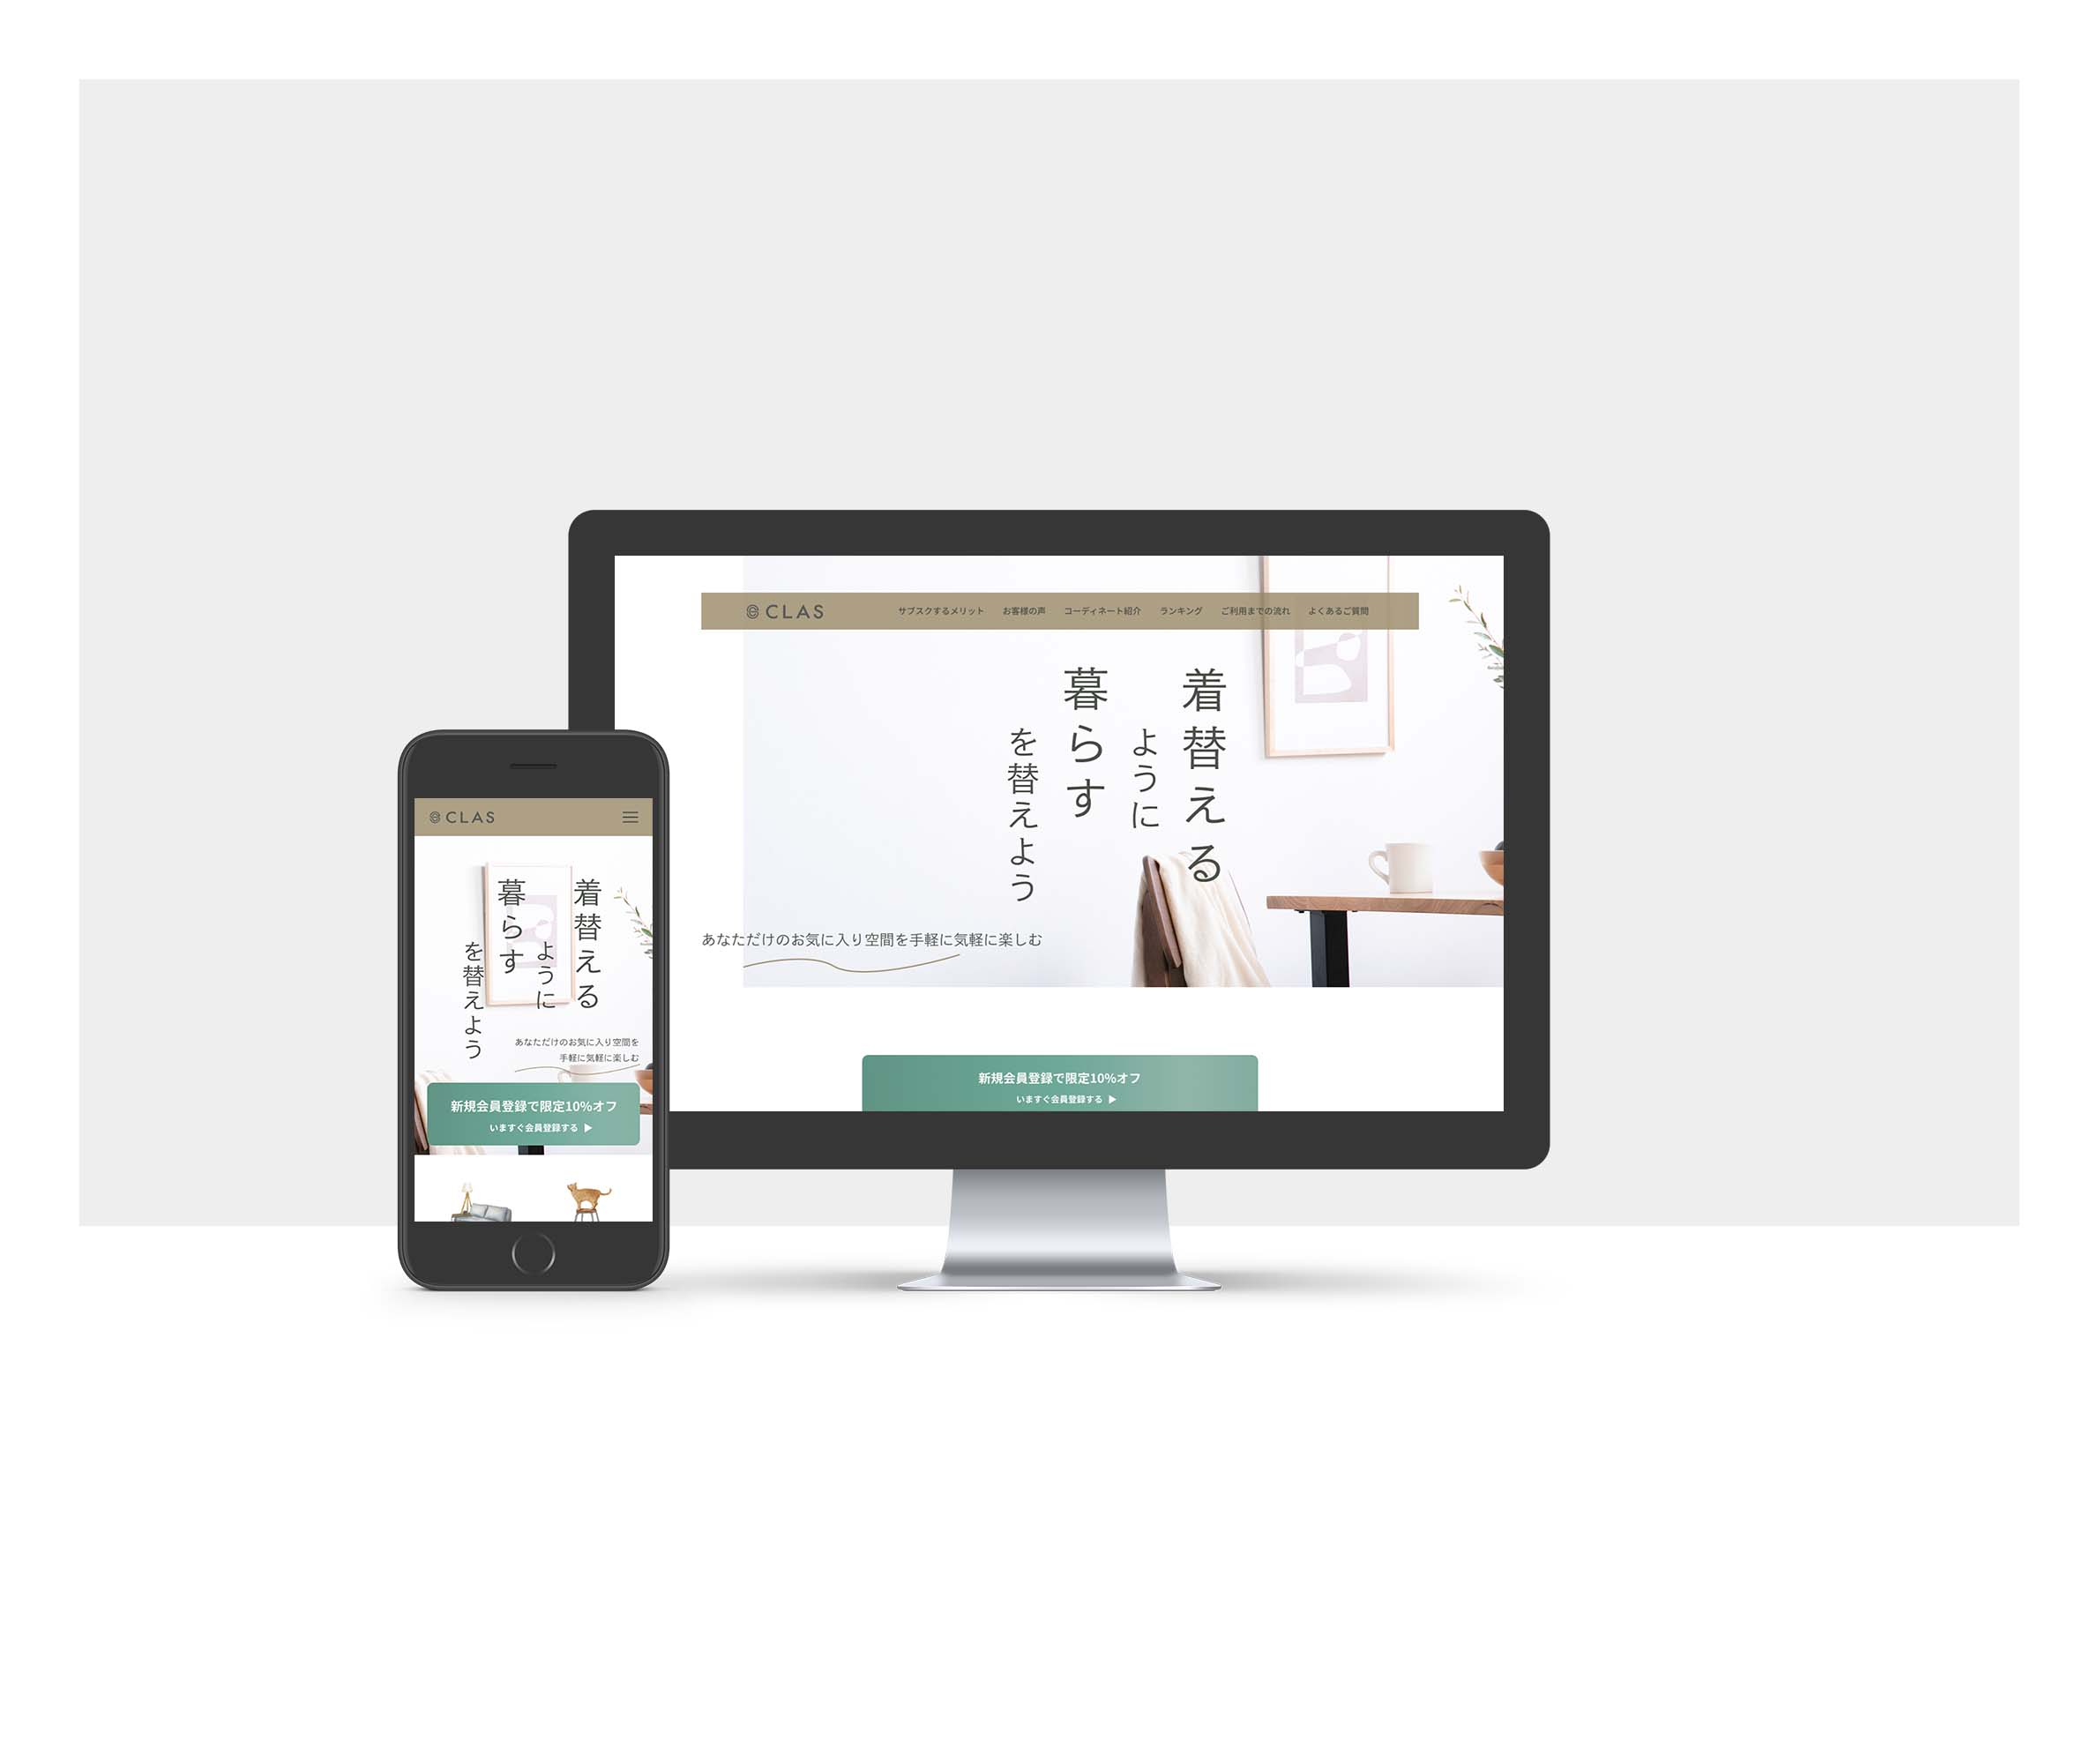 CLAS
サブスクするメリット お客様の声 コーディネート紹介 ランキング ご利用までの流れ よくあるご質問
着替える
ように
暮らす
を替えよう
あなただけのお気に入り空間を手軽に気軽に楽しむ
新規会員登録で限定10%オフ
いますぐ会員登録する ▶
CLAS
着替える
ように
暮らす
を替えよう
あなただけのお気に入り空間を
手軽に気軽に楽しむ
新規会員登録で限定10%オフ
いますぐ会員登録する ▶